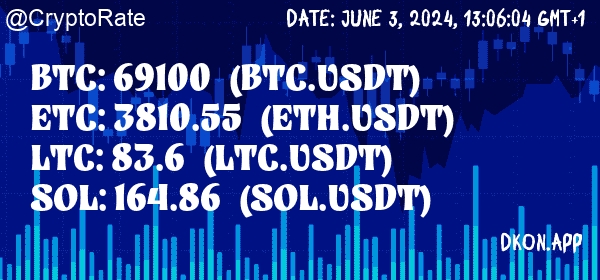 @CryptoRate
DATE: JUNE 3, 2024, 13:06:04 GMT+1
BTC: 69100 (BTC.USDT)
ETC: 3810.55 (ETH.USDT)
LTC: 83.6 (LTC.USDT)
SOL: 164.86 (SOL.USDT)
DKON.APP